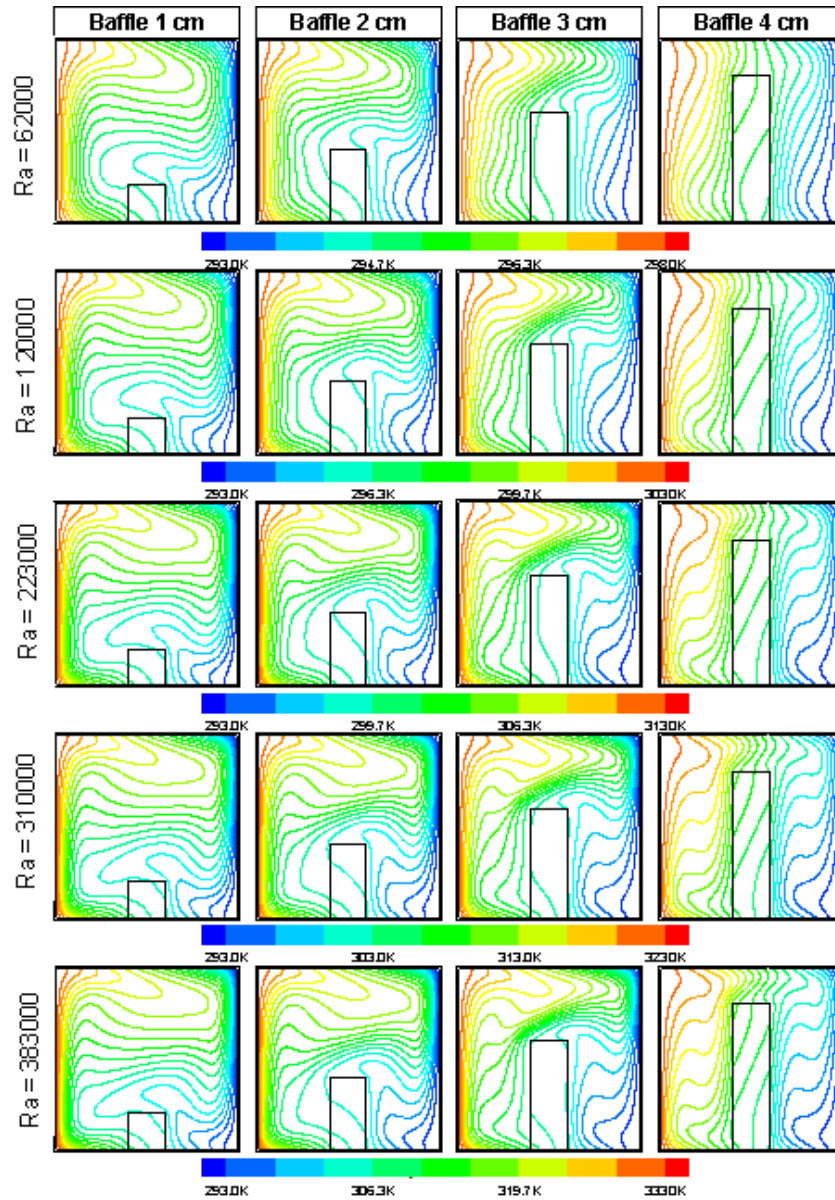 Baffle 1 cm Baffle 2 cm Baffle 3 cm Baffle 4 cm
Ra = 62000
293.0K 294.7K 296.3K 298.0K
Ra = 120000
293.0K 296.3K 299.7K 303.0K
Ra = 223000
293.0K 299.7K 306.3K 313.0K
Ra = 310000
293.0K 303.0K 313.0K 323.0K
Ra = 383000
293.0K 306.3K 319.7K 333.0K